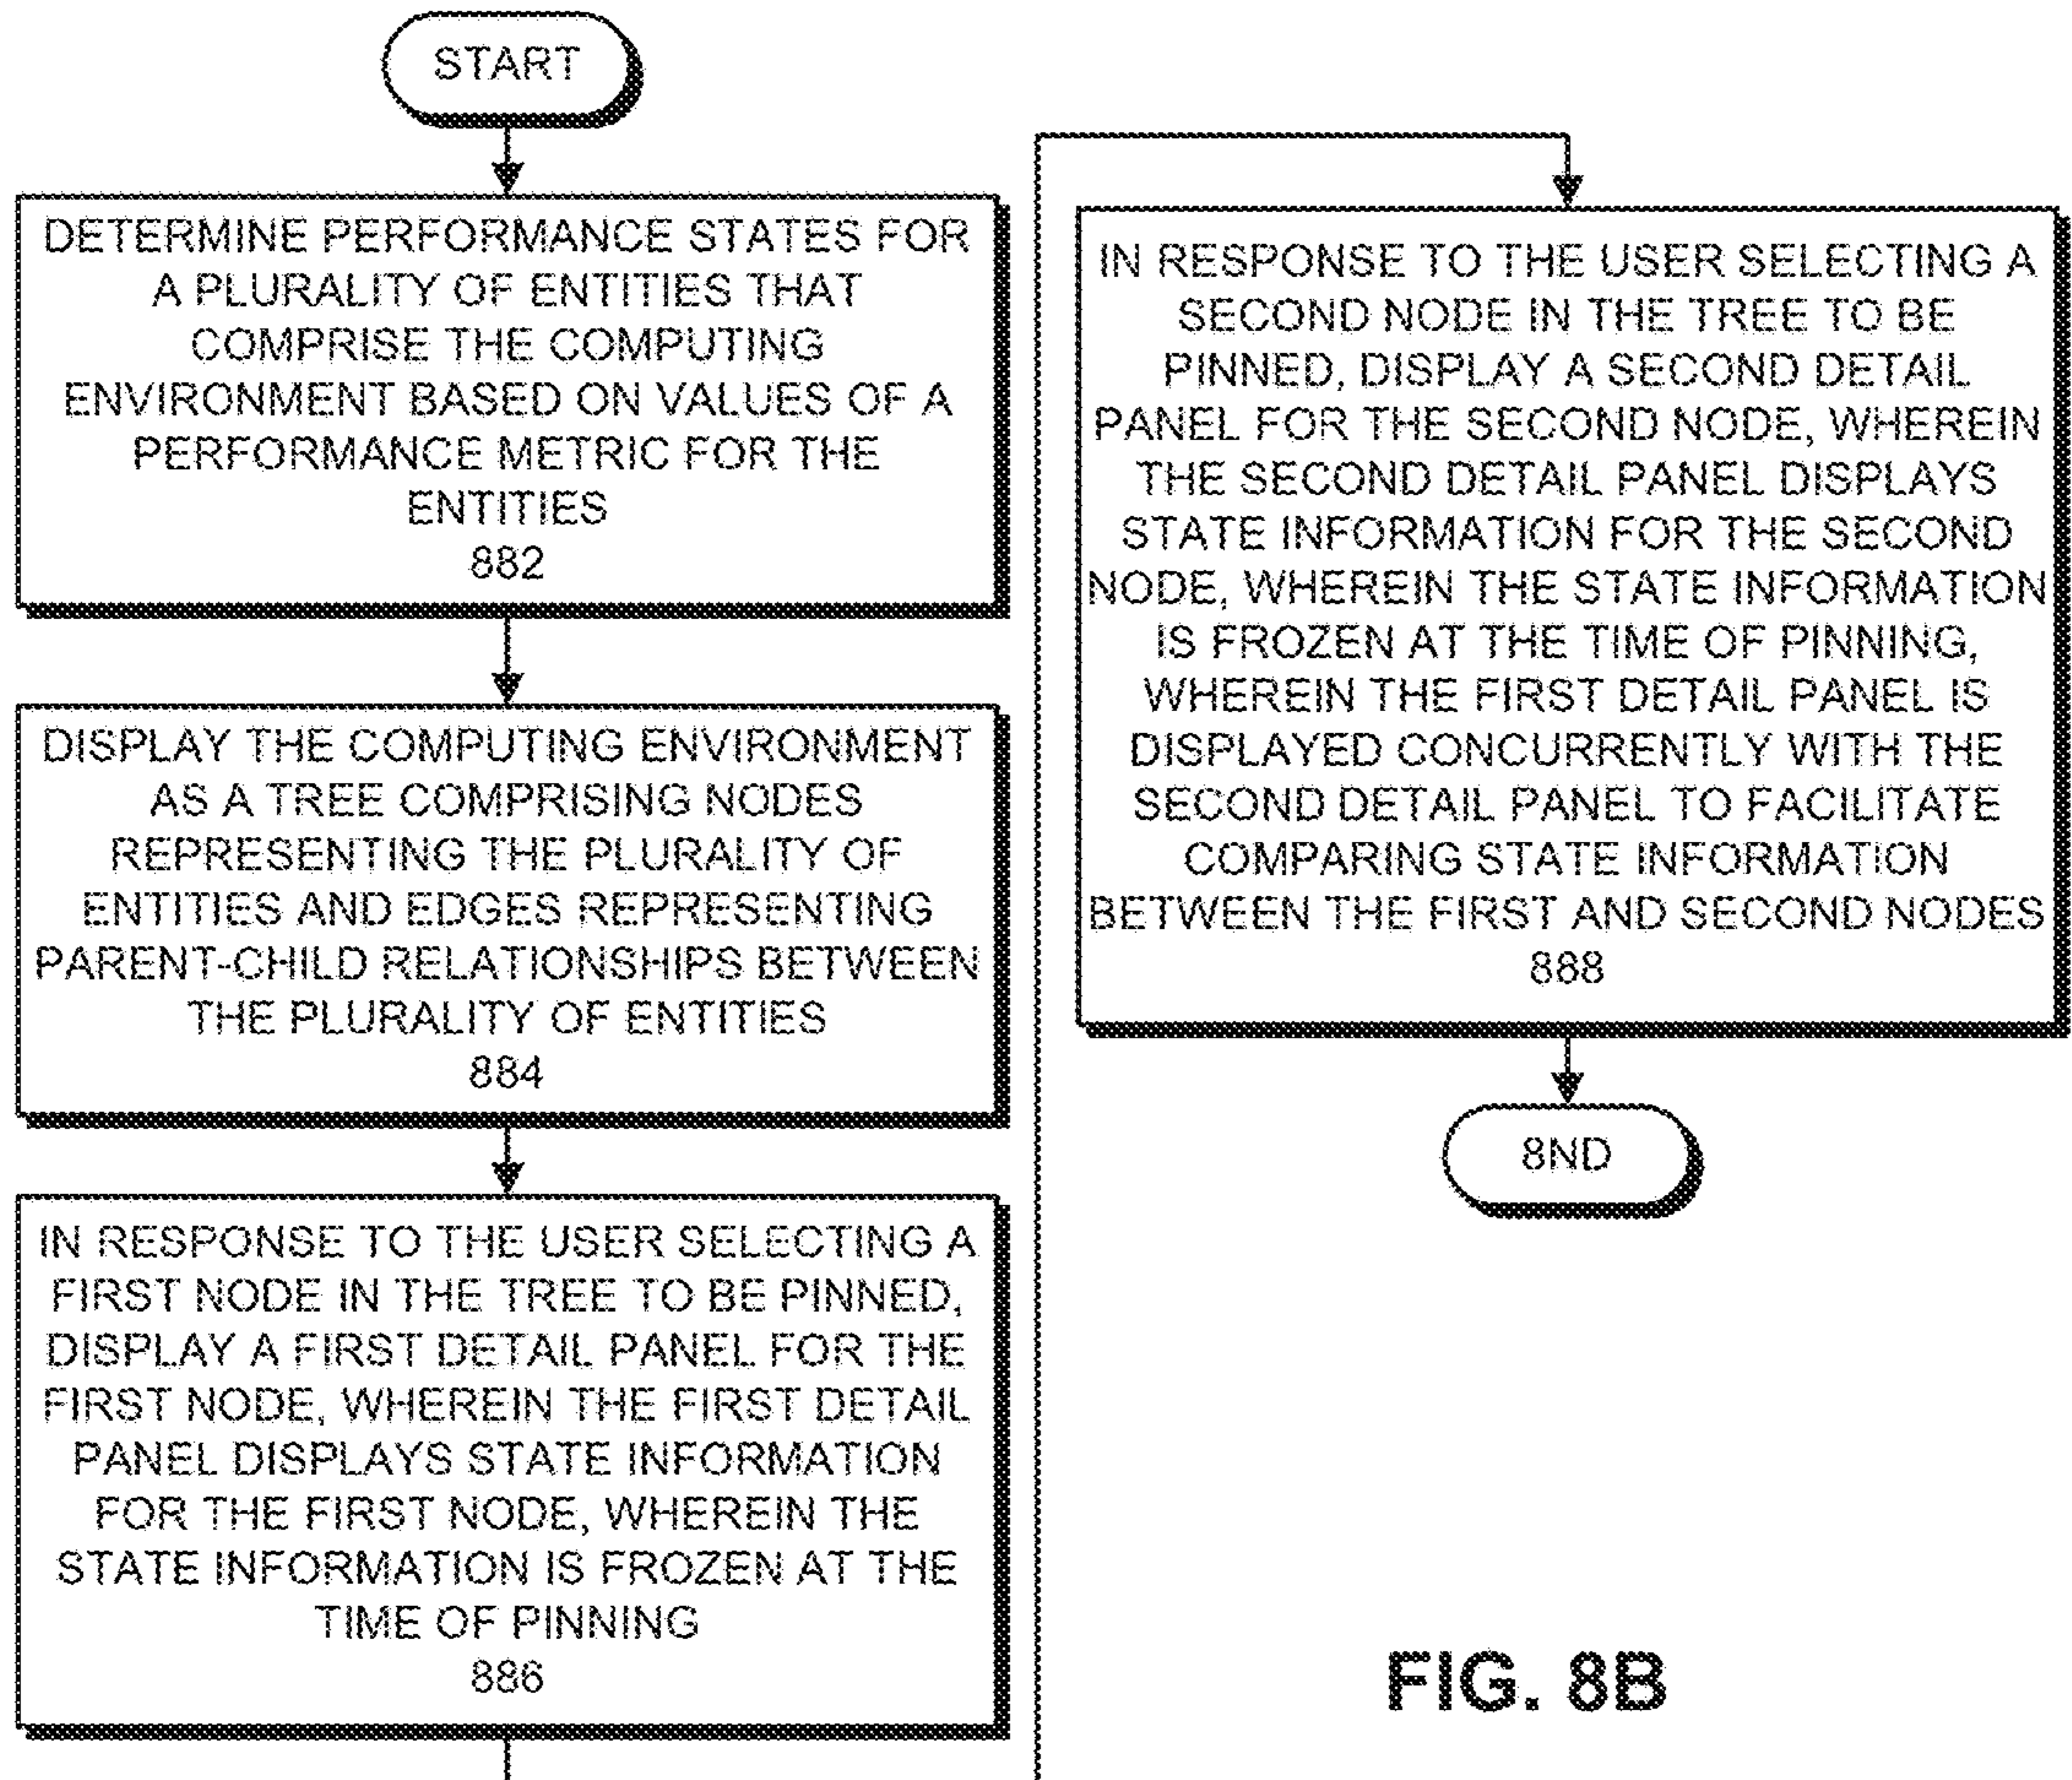 START
DETERMINE PERFORMANCE STATES FOR
A PLURALITY OF ENTITIES THAT
COMPRISE THE COMPUTING
ENVIRONMENT BASED ON VALUES OF A
PERFORMANCE METRIC FOR THE
ENTITIES
882
DISPLAY THE COMPUTING ENVIRONMENT
AS A TREE COMPRISING NODES
REPRESENTING THE PLURALITY OF
ENTITIES AND EDGES REPRESENTING
PARENT-CHILD RELATIONSHIPS BETWEEN
THE PLURALITY OF ENTITIES
884
IN RESPONSE TO THE USER SELECTING A
FIRST NODE IN THE TREE TO BE PINNED,
DISPLAY A FIRST DETAIL PANEL FOR THE
FIRST NODE, WHEREIN THE FIRST DETAIL
PANEL DISPLAYS STATE INFORMATION
FOR THE FIRST NODE, WHEREIN THE
STATE INFORMATION IS FROZEN AT THE
TIME OF PINNING
886
IN RESPONSE TO THE USER SELECTING A
SECOND NODE IN THE TREE TO BE
PINNED, DISPLAY A SECOND DETAIL
PANEL FOR THE SECOND NODE, WHEREIN
THE SECOND DETAIL PANEL DISPLAYS
STATE INFORMATION FOR THE SECOND
NODE, WHEREIN THE STATE INFORMATION
IS FROZEN AT THE TIME OF PINNING,
WHEREIN THE FIRST DETAIL PANEL IS
DISPLAYED CONCURRENTLY WITH THE
SECOND DETAIL PANEL TO FACILITATE
COMPARING STATE INFORMATION
BETWEEN THE FIRST AND SECOND NODES
888
8ND
FIG. 8B